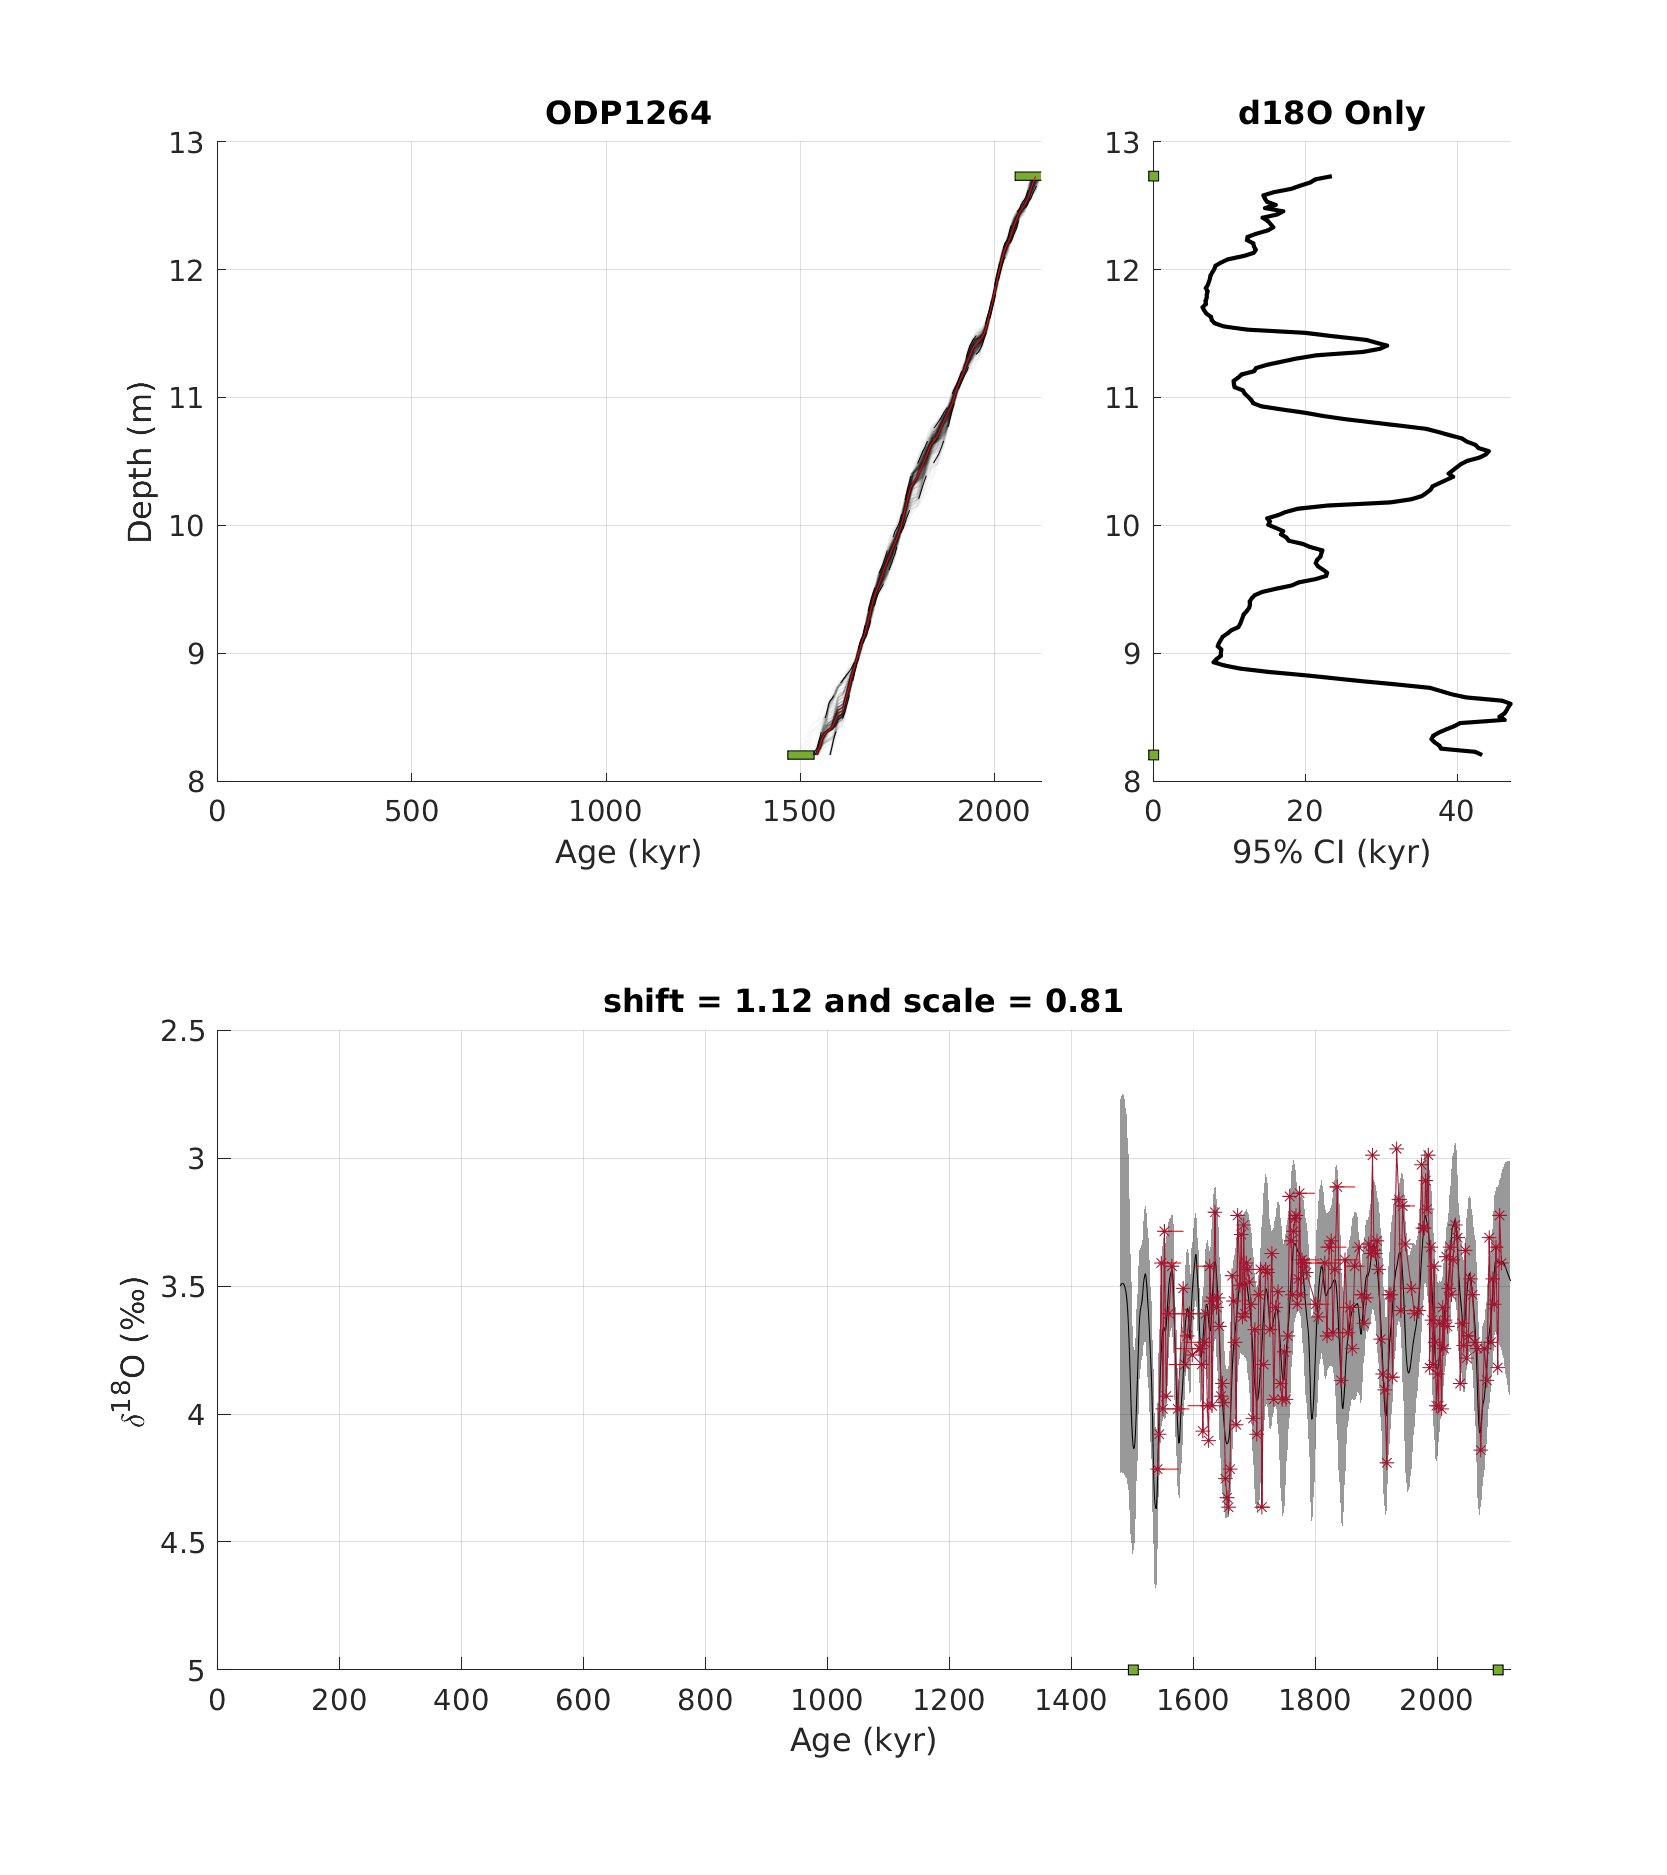 ODP1264
13
12
11
10
9
8
Depth (m)
0 500 1000 1500 2000
Age (kyr)
d18O Only
13
12
11
10
9
8
0 20 40
95% CI (kyr)
shift = 1.12 and scale = 0.81
2.5
3
3.5
4
4.5
5
δ¹⁸O (‰)
0 200 400 600 800 1000 1200 1400 1600 1800 2000
Age (kyr)